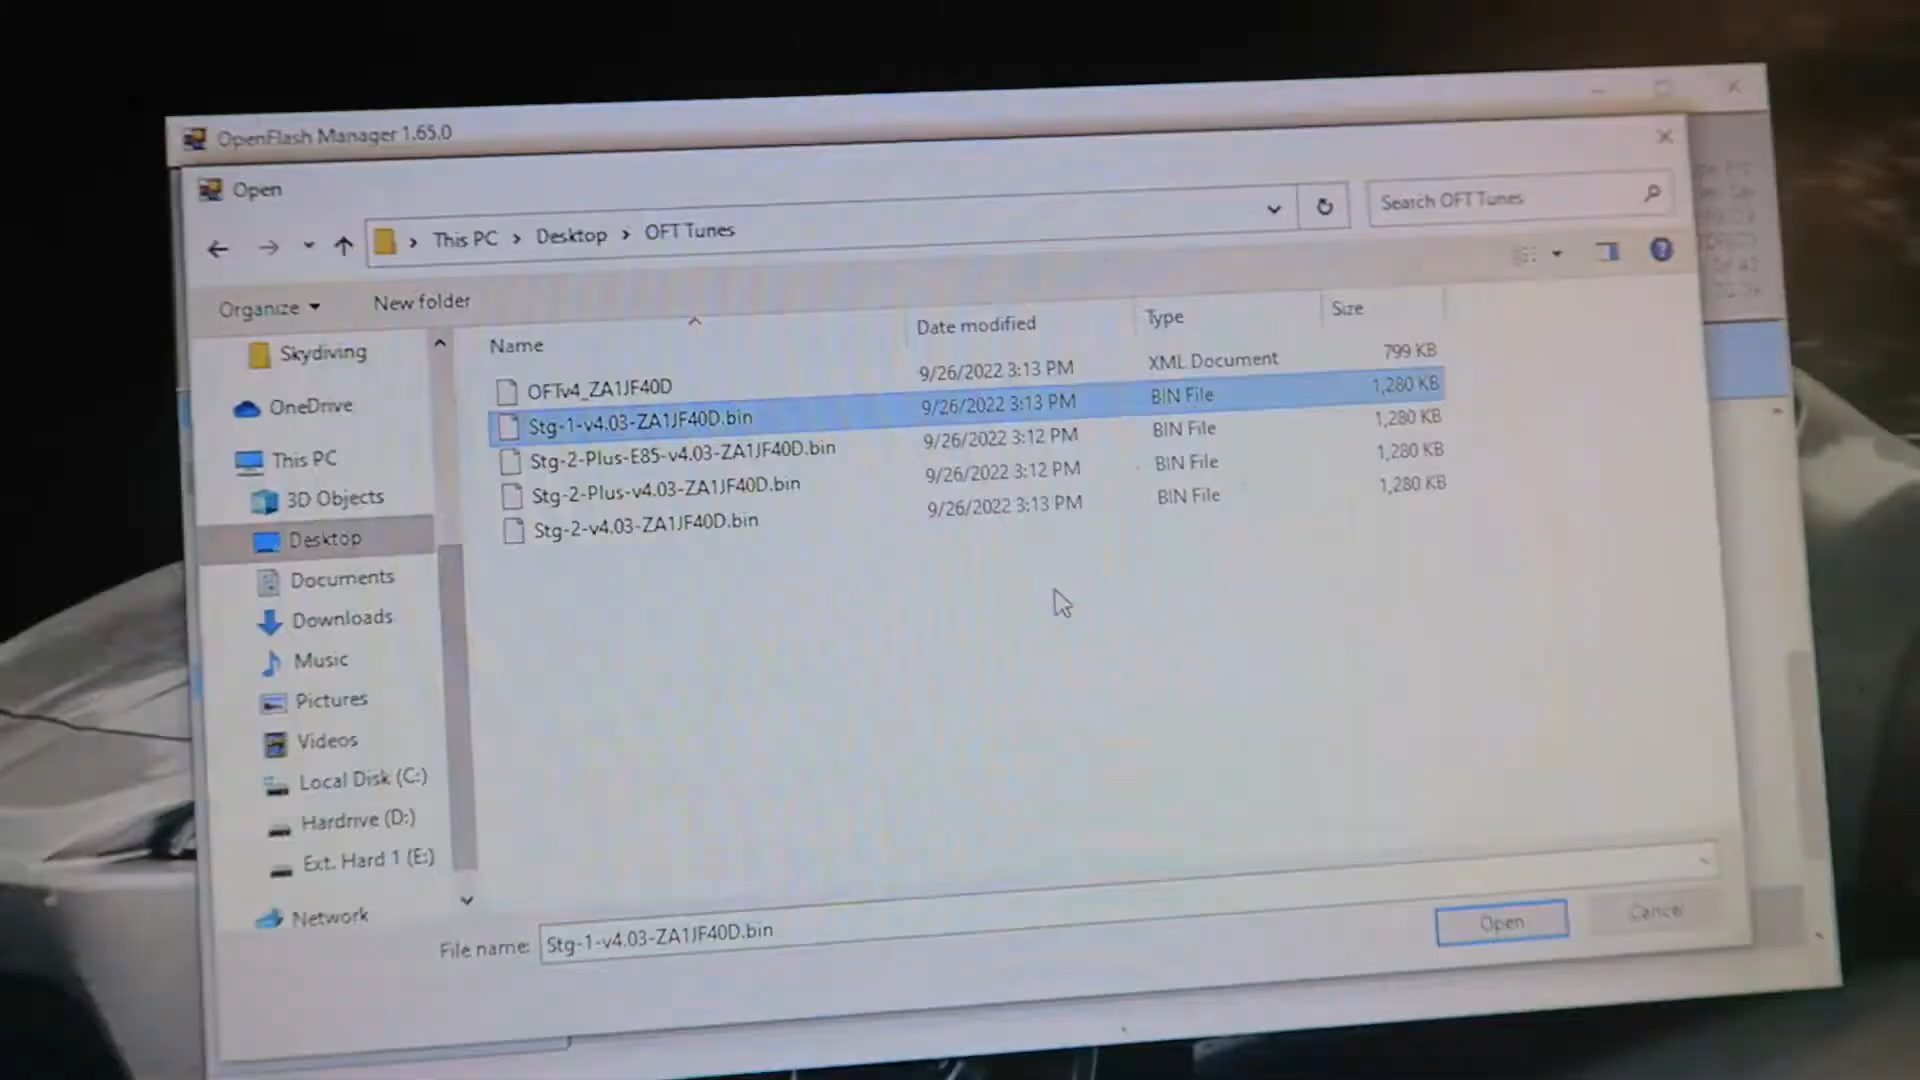 OpenFlash Manager 1.65.0
Open
This PC > Desktop > OFT Tunes
Search OFT Tunes
Organize
New folder
Name
Date modified
Type
Size
OFTv4_ZA1JF40D 9/26/2022 3:13 PM XML Document 799 KB
Stg-1-v4.03-ZA1JF40D.bin 9/26/2022 3:13 PM BIN File 1,280 KB
Stg-2-Plus-E85-v4.03-ZA1JF40D.bin 9/26/2022 3:12 PM BIN File 1,280 KB
Stg-2-Plus-v4.03-ZA1JF40D.bin 9/26/2022 3:12 PM BIN File 1,280 KB
Stg-2-v4.03-ZA1JF40D.bin 9/26/2022 3:13 PM BIN File 1,280 KB
Skydiving
OneDrive
This PC
3D Objects
Desktop
Documents
Downloads
Music
Pictures
Videos
Local Disk (C:)
Hardrive (D:)
Ext. Hard 1 (E:)
Network
File name: Stg-1-v4.03-ZA1JF40D.bin
Open
Cancel